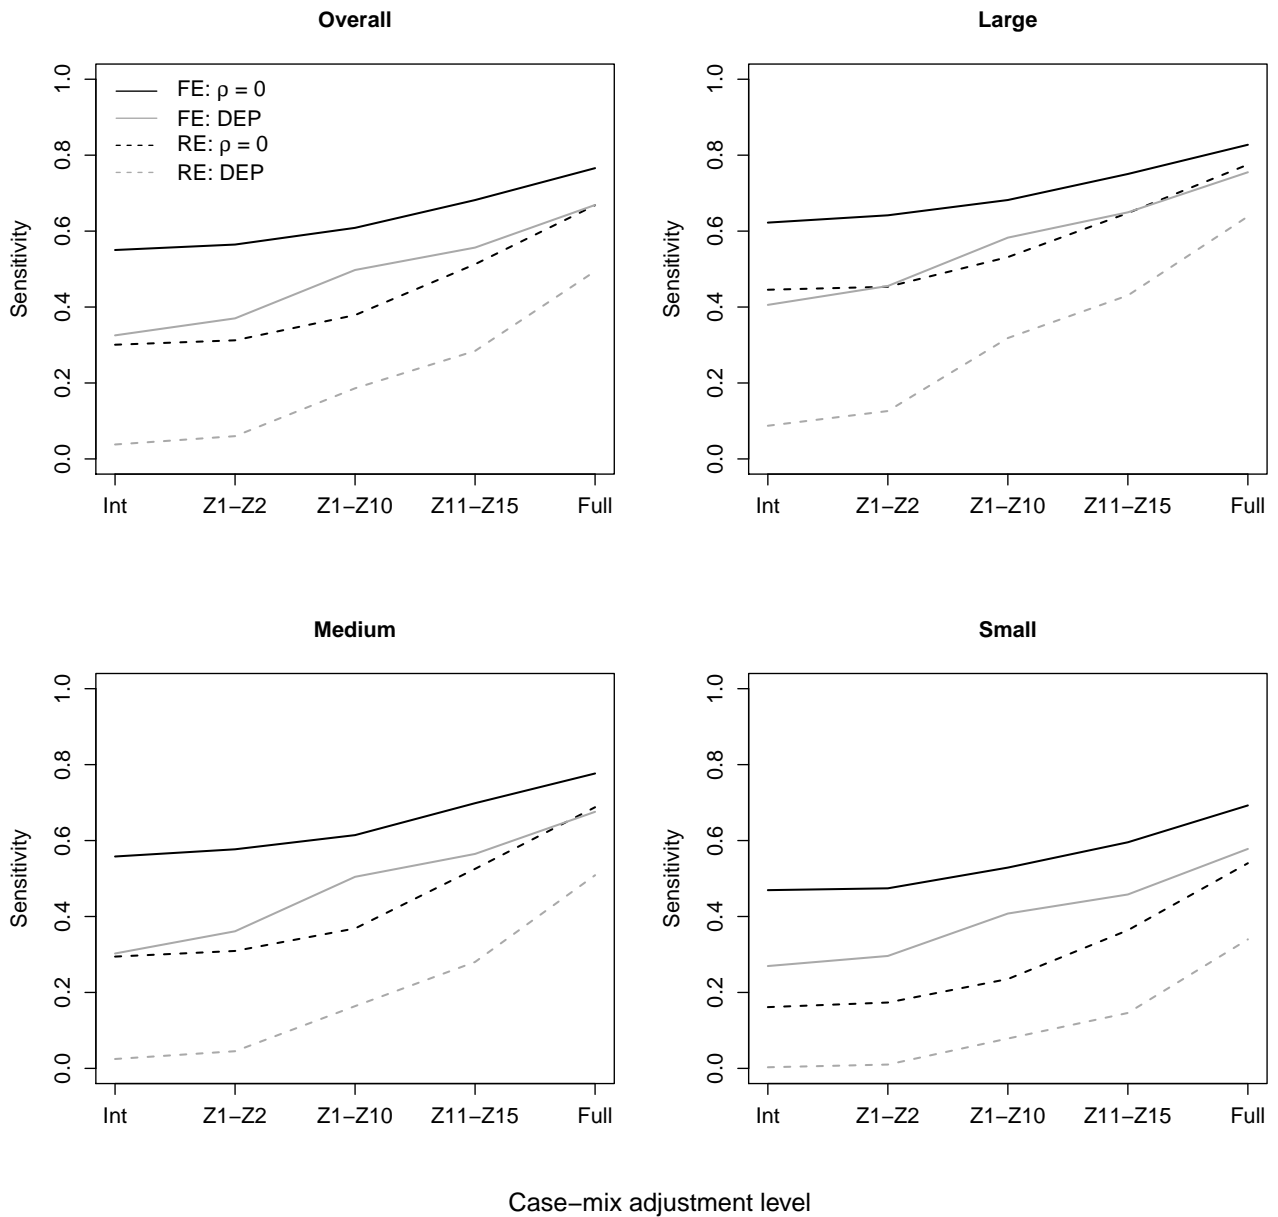 Overall
1.0
0.8
0.6
0.4
0.2
0.0
Sensitivity
FE: ρ = 0
FE: DEP
RE: ρ = 0
RE: DEP
Int Z1−Z2 Z1−Z10 Z11−Z15 Full
Large
1.0
0.8
0.6
0.4
0.2
0.0
Sensitivity
Int Z1−Z2 Z1−Z10 Z11−Z15 Full
Medium
1.0
0.8
0.6
0.4
0.2
0.0
Sensitivity
Int Z1−Z2 Z1−Z10 Z11−Z15 Full
Small
1.0
0.8
0.6
0.4
0.2
0.0
Sensitivity
Int Z1−Z2 Z1−Z10 Z11−Z15 Full
Case−mix adjustment level